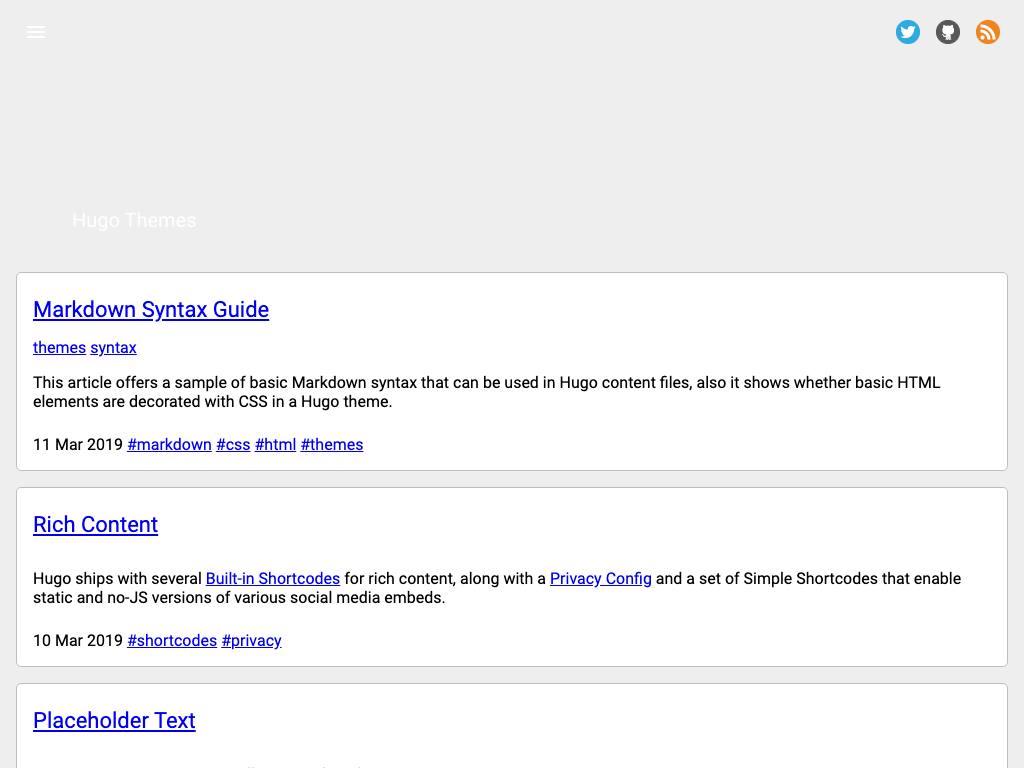 Hugo Themes
Markdown Syntax Guide
themes syntax
This article offers a sample of basic Markdown syntax that can be used in Hugo content files, also it shows whether basic HTML
elements are decorated with CSS in a Hugo theme.
11 Mar 2019 #markdown #css #html #themes
Rich Content
Hugo ships with several Built-in Shortcodes for rich content, along with a Privacy Config and a set of Simple Shortcodes that enable
static and no-JS versions of various social media embeds.
10 Mar 2019 #shortcodes #privacy
Placeholder Text